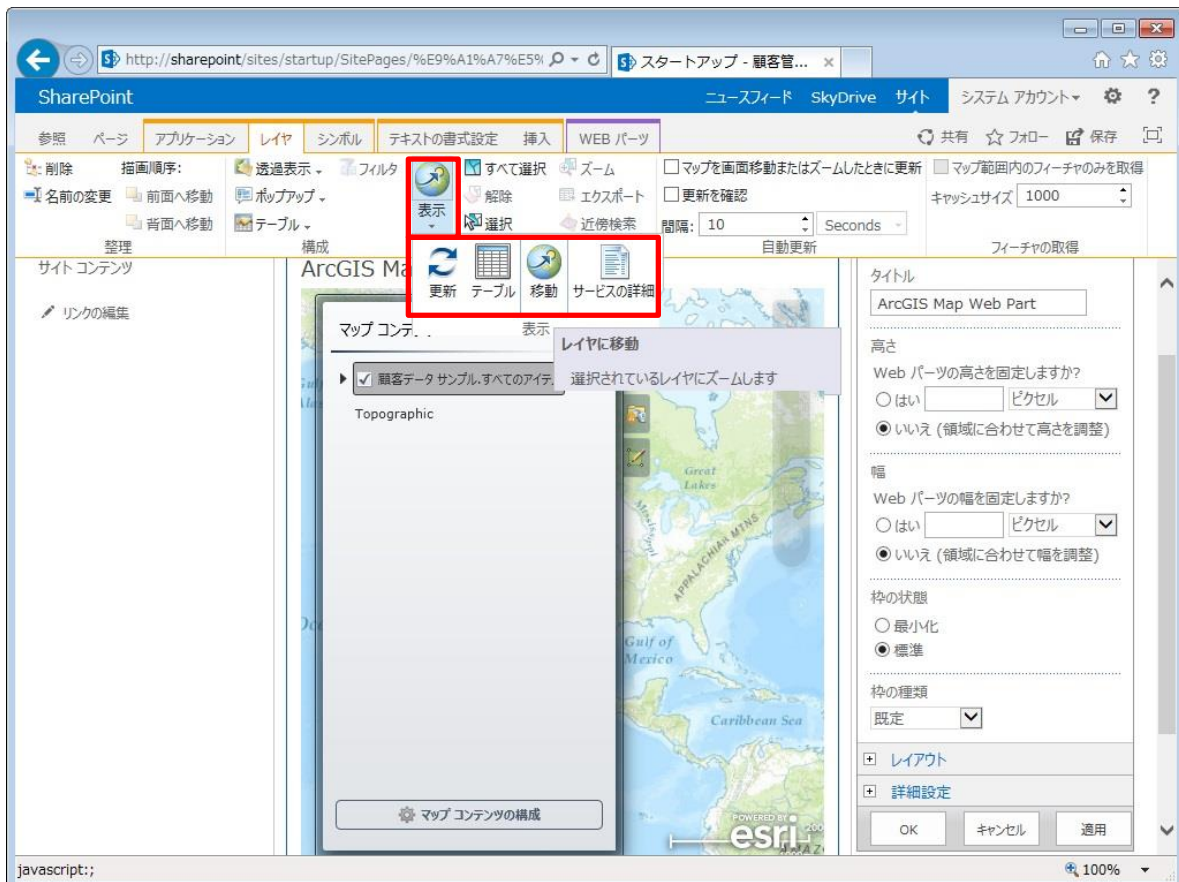 http://sharepoint/sites/startup/SitePages/%E9%A1%A7%E5%
スタートアップ - 顧客管...
SharePoint
ニュースフィード SkyDrive サイト システム アカウント ?
参照 ページ アプリケーション レイヤ シンボル テキストの書式設定 挿入 WEB パーツ 共有 フォロー 保存
削除 描画順序: 透過表示 フィルタ すべて選択 ズーム マップを画面移動またはズームしたときに更新 マップ範囲内のフィーチャのみを取得
名前の変更 前面へ移動 ポップアップ 表示 解除 エクスポート 更新を確認 キャッシュサイズ 1000
背面へ移動 テーブル 選択 近傍検索 間隔: 10 Seconds
整理 構成 自動更新 フィーチャの取得
サイト コンテンツ
リンクの編集
ArcGIS Ma
更新 テーブル 移動 サービスの詳細
表示
レイヤに移動
選択されているレイヤにズームします
マップ コンテ
顧客データ サンプル.すべてのアイテ
Topographic
マップ コンテンツの構成
Great
Lakes
Mississippi
APPALACHIAN MTNS
Gulf of
Mexico
Caribbean Sea
POWERED BY
esri
200
AMAZ
タイトル
ArcGIS Map Web Part
高さ
Web パーツの高さを固定しますか?
はい ピクセル
いいえ (領域に合わせて高さを調整)
幅
Web パーツの幅を固定しますか?
はい ピクセル
いいえ (領域に合わせて幅を調整)
枠の状態
最小化
標準
枠の種類
既定
レイアウト
詳細設定
OK キャンセル 適用
javascript:; 100%